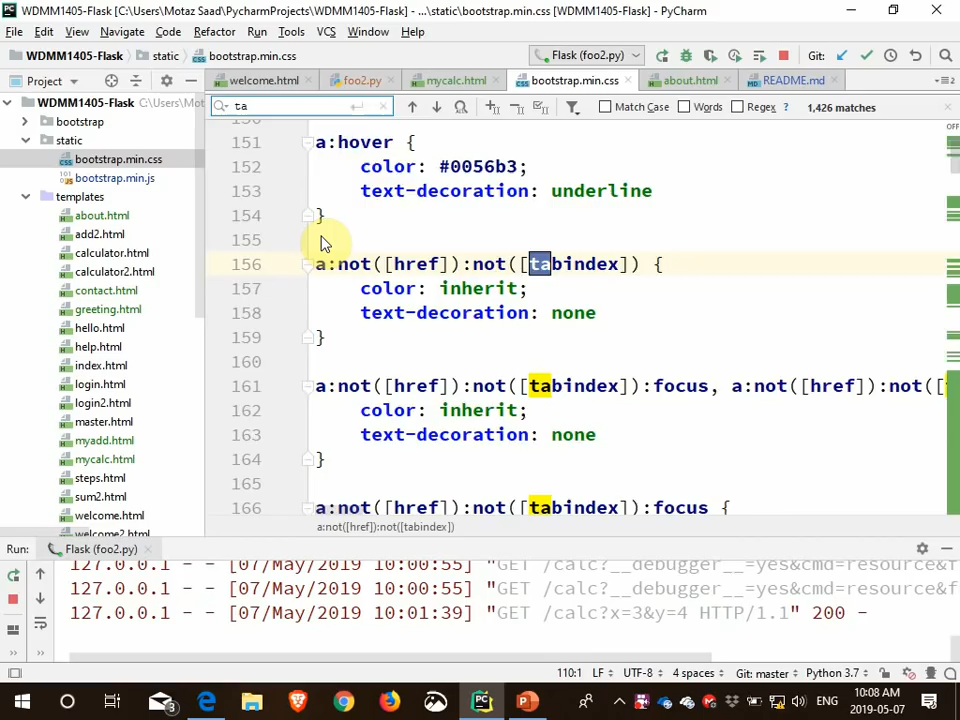 WDMM1405-Flask [C:\Users\Motaz Saad\PycharmProjects\WDMM1405-Flask] - ...\static\bootstrap.min.css [WDMM1405-Flask] - PyCharm
File Edit View Navigate Code Refactor Run Tools VCS Window Help
WDMM1405-Flask static bootstrap.min.css Flask (foo2.py) Git:
Project welcome.html foo2.py mycalc.html bootstrap.min.css about.html README.md
WDMM1405-Flask C:\Users\Mot
ta Match Case Words Regex ? 1,426 matches
bootstrap
static
bootstrap.min.css
bootstrap.min.js
templates
about.html
add2.html
calculator.html
calculator2.html
contact.html
greeting.html
hello.html
help.html
index.html
login.html
login2.html
master.html
myadd.html
mycalc.html
steps.html
sum2.html
welcome.html
welcome2.html
OFF
151 a:hover {
152 color: #0056b3;
153 text-decoration: underline
154 }
155
156 a:not([href]):not([tabindex]) {
157 color: inherit;
158 text-decoration: none
159 }
160
161 a:not([href]):not([tabindex]):focus, a:not([href]):not([
162 color: inherit;
163 text-decoration: none
164 }
165
166 a:not([href]):not([tabindex]):focus {
a:not([href]):not([tabindex])
Run: Flask (foo2.py)
127.0.0.1 - - [07/May/2019 10:00:55] "GET /calc?__debugger__=yes&cmd=resource&f
127.0.0.1 - - [07/May/2019 10:00:55] "GET /calc?__debugger__=yes&cmd=resource&f
127.0.0.1 - - [07/May/2019 10:01:39] "GET /calc?x=3&y=4 HTTP/1.1" 200 -
110:1 LF UTF-8 4 spaces Git: master Python 3.7
3 ENG 10:08 AM
2019-05-07